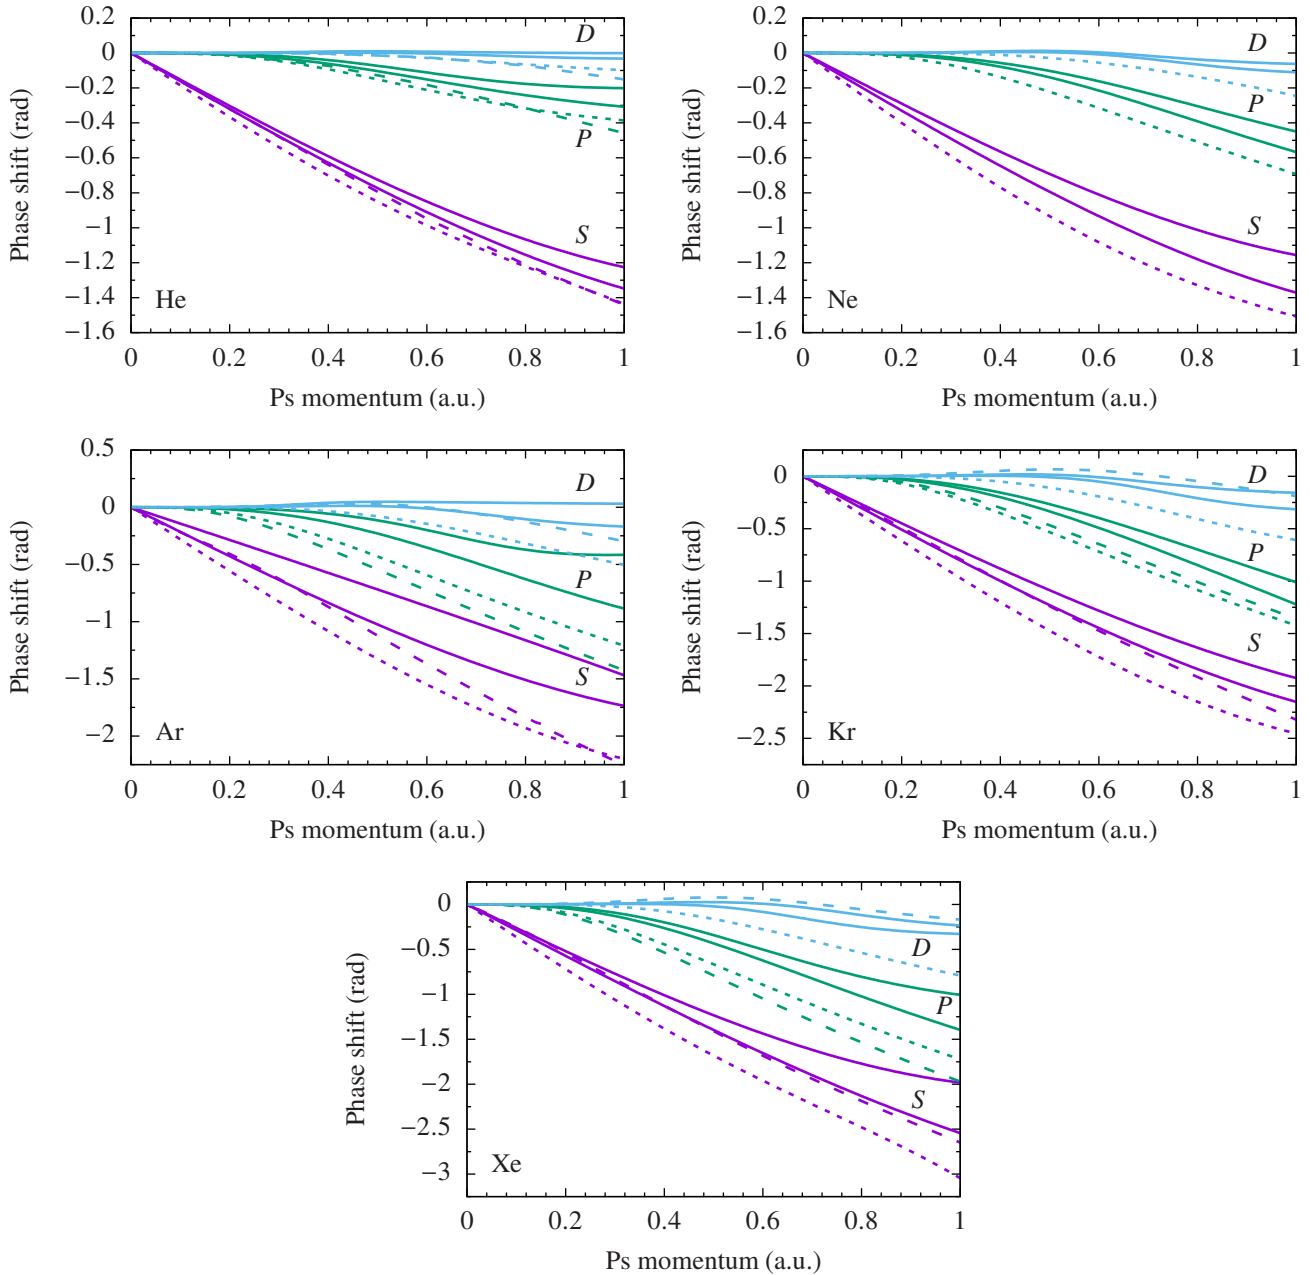 0.2
0
−0.2
−0.4
−0.6
−0.8
−1
−1.2
−1.4
−1.6
0 0.2 0.4 0.6 0.8 1
Phase shift (rad)
Ps momentum (a.u.)
D
P
S
He
0.2
0
−0.2
−0.4
−0.6
−0.8
−1
−1.2
−1.4
−1.6
0 0.2 0.4 0.6 0.8 1
Phase shift (rad)
Ps momentum (a.u.)
D
P
S
Ne
0.5
0
−0.5
−1
−1.5
−2
0 0.2 0.4 0.6 0.8 1
Phase shift (rad)
Ps momentum (a.u.)
D
P
S
Ar
0
−0.5
−1
−1.5
−2
−2.5
0 0.2 0.4 0.6 0.8 1
Phase shift (rad)
Ps momentum (a.u.)
D
P
S
Kr
0
−0.5
−1
−1.5
−2
−2.5
−3
0 0.2 0.4 0.6 0.8 1
Phase shift (rad)
Ps momentum (a.u.)
D
P
S
Xe